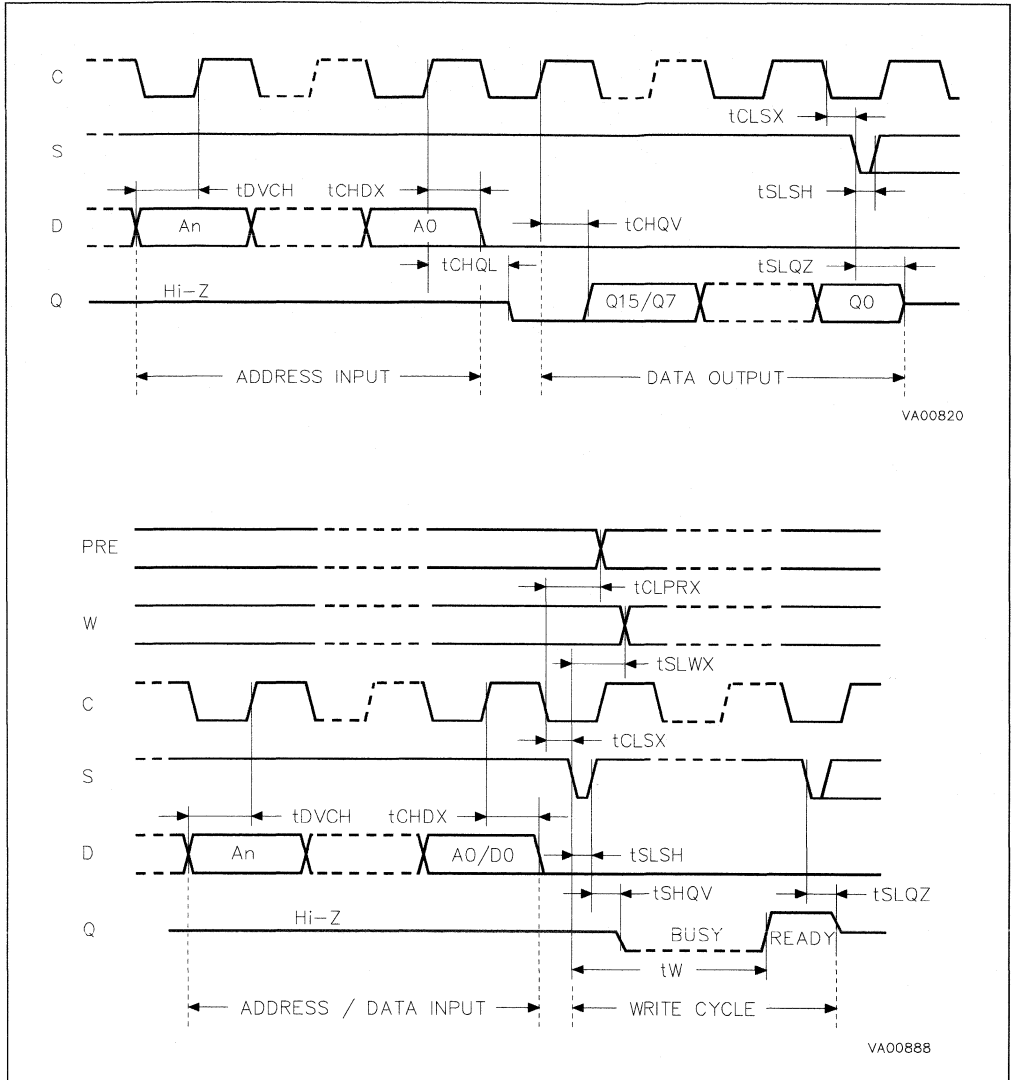 C
tCLSX
S
tSLSH
tDVCH
tCHDX
D
An
A0
tCHQV
tCHQL
tSLQZ
Q
Hi-Z
Q15/Q7
Q0
ADDRESS INPUT
DATA OUTPUT
VA00820
PRE
tCLPRX
W
tSLWX
C
tCLSX
S
tDVCH
tCHDX
D
An
A0/D0
tSLSH
tSHQV
tSLQZ
Q
Hi-Z
BUSY
READY
tW
ADDRESS / DATA INPUT
WRITE CYCLE
VA00888